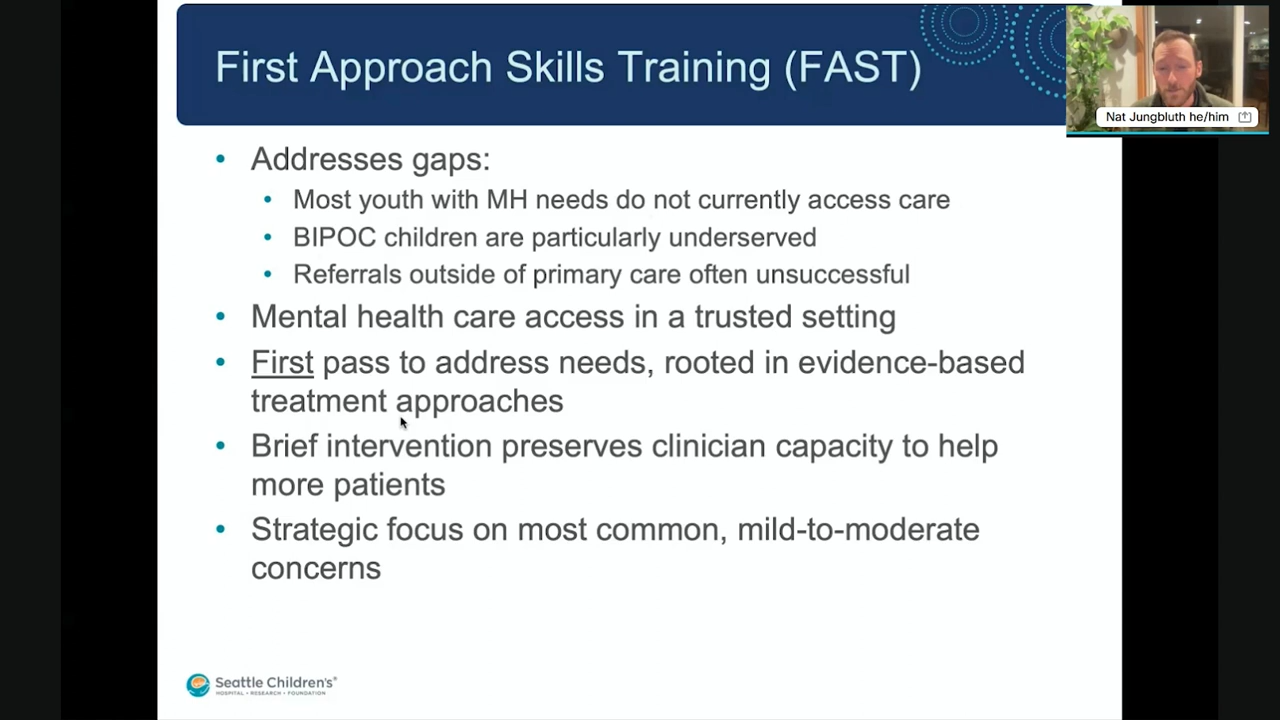 First Approach Skills Training (FAST)
Nat Jungbluth he/him
• Addresses gaps:
• Most youth with MH needs do not currently access care
• BIPOC children are particularly underserved
• Referrals outside of primary care often unsuccessful
• Mental health care access in a trusted setting
• First pass to address needs, rooted in evidence-based
treatment approaches
• Brief intervention preserves clinician capacity to help
more patients
• Strategic focus on most common, mild-to-moderate
concerns
Seattle Children's®
HOSPITAL • RESEARCH • FOUNDATION